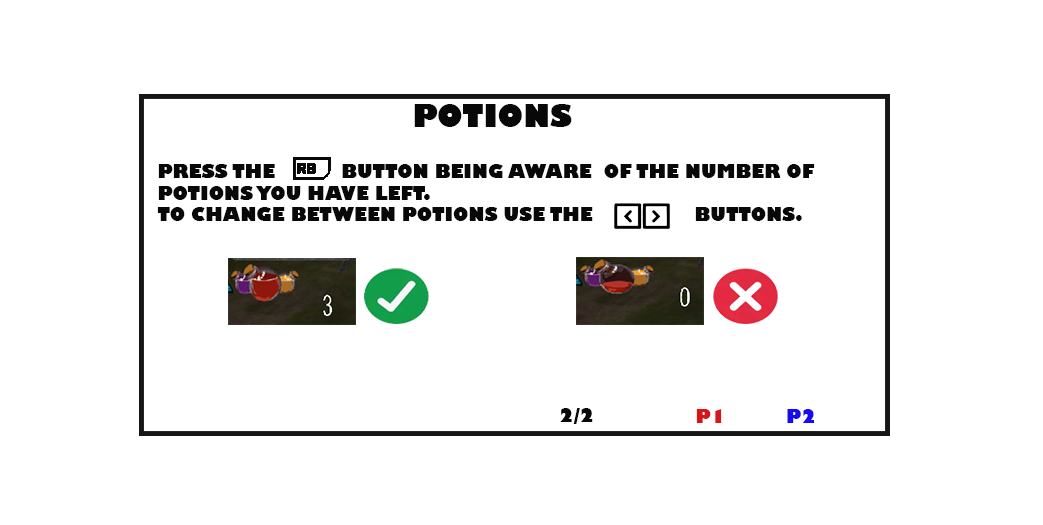 POTIONS
PRESS THE RB BUTTON BEING AWARE OF THE NUMBER OF
POTIONS YOU HAVE LEFT.
TO CHANGE BETWEEN POTIONS USE THE < > BUTTONS.
3
0
2/2 P1 P2